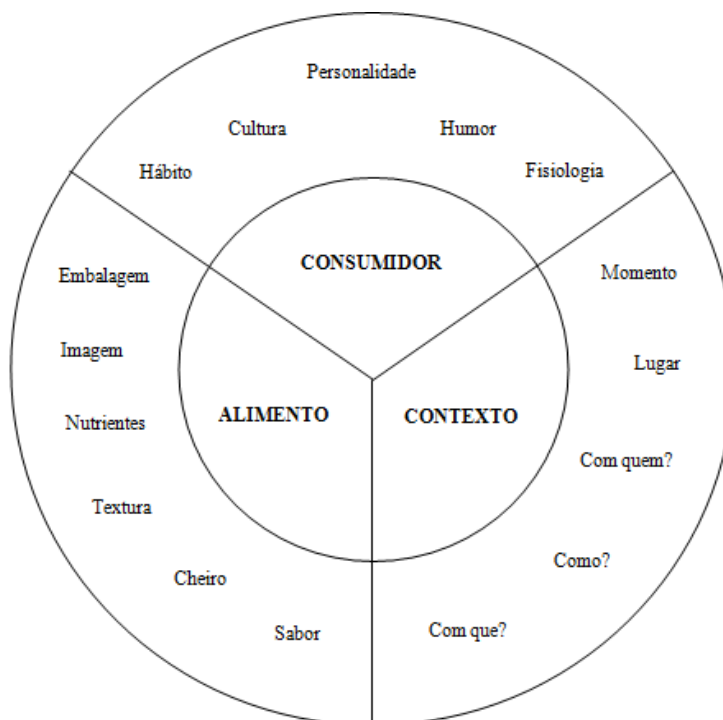 Personalidade
Cultura
Humor
Hábito
Fisiologia
CONSUMIDOR
Embalagem
Momento
Imagem
Lugar
ALIMENTO
CONTEXTO
Nutrientes
Com quem?
Textura
Como?
Cheiro
Sabor
Com que?